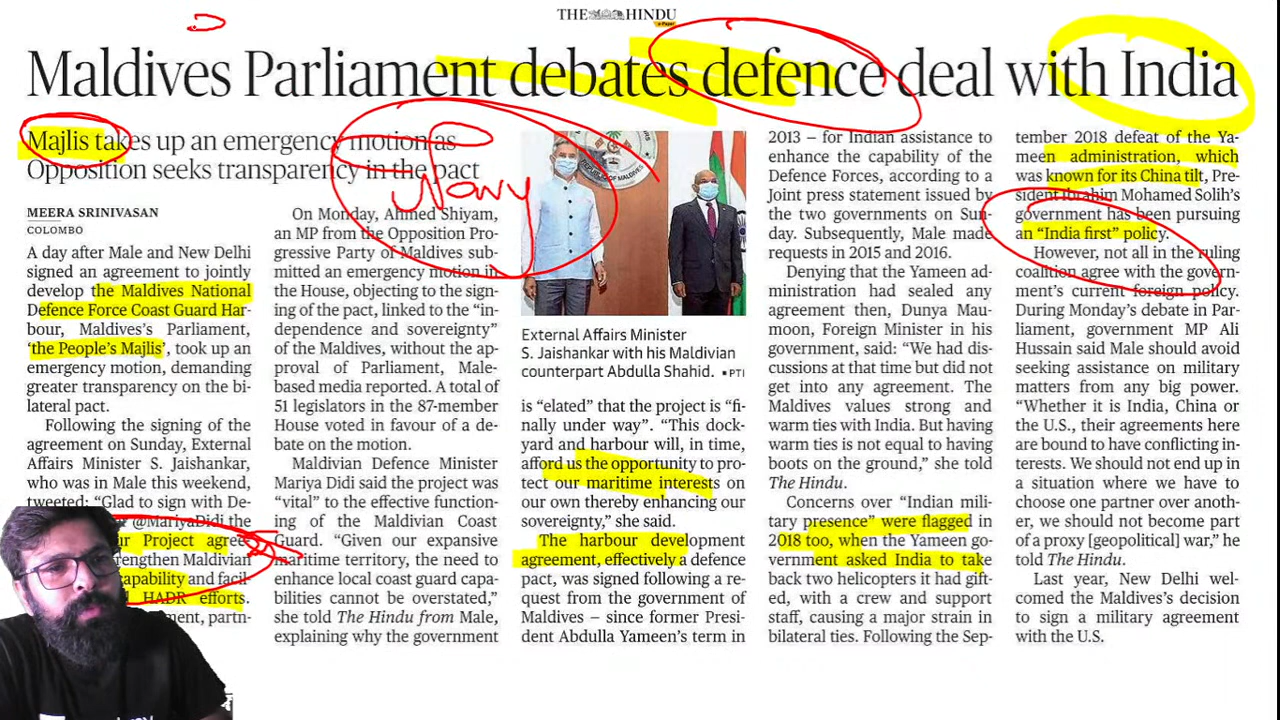 THE HINDU
e-Paper
Maldives Parliament debates defence deal with India
Majlis takes up an emergency motion as
Opposition seeks transparency in the pact
Navy
MEERA SRINIVASAN
COLOMBO
A day after Male and New Delhi
signed an agreement to jointly
develop the Maldives National
Defence Force Coast Guard Har-
bour, Maldives's Parliament,
'the People's Majlis', took up an
emergency motion, demanding
greater transparency on the bi-
lateral pact.
Following the signing of the
agreement on Sunday, External
Affairs Minister S. Jaishankar,
who was in Male this weekend,
tweeted: “Glad to sign with De-
@MariyaDidi the
Project agree
strengthen Maldivian
capability and facil-
HADR efforts.
partn-
On Monday, Ahmed Shiyam,
an MP from the Opposition Pro-
gressive Party of Maldives sub-
mitted an emergency motion in
the House, objecting to the sign-
ing of the pact, linked to the “in-
dependence and sovereignty”
of the Maldives, without the ap-
proval of Parliament, Male-
based media reported. A total of
51 legislators in the 87-member
House voted in favour of a de-
bate on the motion.
Maldivian Defence Minister
Mariya Didi said the project was
“vital” to the effective function-
ing of the Maldivian Coast
Guard. “Given our expansive
maritime territory, the need to
enhance local coast guard capa-
bilities cannot be overstated,”
she told The Hindu from Male,
explaining why the government
REPUBLIC OF MALDIVES
External Affairs Minister
S. Jaishankar with his Maldivian
counterpart Abdulla Shahid. ▪PTI
is “elated” that the project is “fi-
nally under way”. “This dock-
yard and harbour will, in time,
afford us the opportunity to pro-
tect our maritime interests on
our own thereby enhancing our
sovereignty,” she said.
The harbour development
agreement, effectively a defence
pact, was signed following a re-
quest from the government of
Maldives – since former Presi-
dent Abdulla Yameen's term in
2013 – for Indian assistance to
enhance the capability of the
Defence Forces, according to a
Joint press statement issued by
the two governments on Sun-
day. Subsequently, Male made
requests in 2015 and 2016.
Denying that the Yameen ad-
ministration had sealed any
agreement then, Dunya Mau-
moon, Foreign Minister in his
government, said: “We had dis-
cussions at that time but did not
get into any agreement. The
Maldives values strong and
warm ties with India. But having
warm ties is not equal to having
boots on the ground,” she told
The Hindu.
Concerns over “Indian mili-
tary presence” were flagged in
2018 too, when the Yameen go-
vernment asked India to take
back two helicopters it had gift-
ed, with a crew and support
staff, causing a major strain in
bilateral ties. Following the Sep-
tember 2018 defeat of the Ya-
meen administration, which
was known for its China tilt, Pre-
sident Ibrahim Mohamed Solih's
government has been pursuing
an “India first” policy.
However, not all in the ruling
coalition agree with the govern-
ment's current foreign policy.
During Monday's debate in Par-
liament, government MP Ali
Hussain said Male should avoid
seeking assistance on military
matters from any big power.
“Whether it is India, China or
the U.S., their agreements here
are bound to have conflicting in-
terests. We should not end up in
a situation where we have to
choose one partner over anoth-
er, we should not become part
of a proxy [geopolitical] war,” he
told The Hindu.
Last year, New Delhi wel-
comed the Maldives's decision
to sign a military agreement
with the U.S.